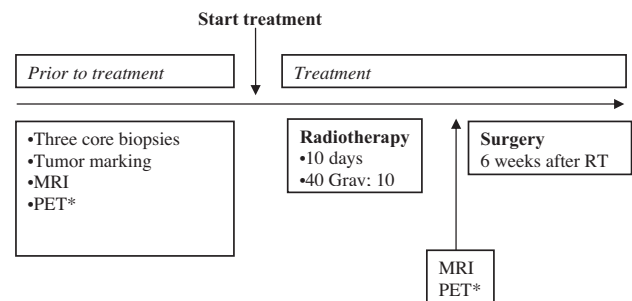 Start treatment
Prior to treatment
Treatment
•Three core biopsies
•Tumor marking
•MRI
•PET*
Radiotherapy
•10 days
•40 Grav: 10
Surgery
6 weeks after RT
MRI
PET*